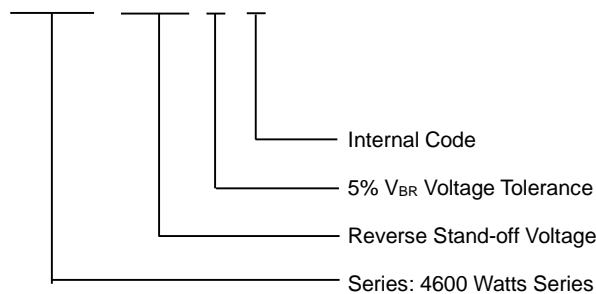 Internal Code
5% VBR Voltage Tolerance
Reverse Stand-off Voltage
Series: 4600 Watts Series